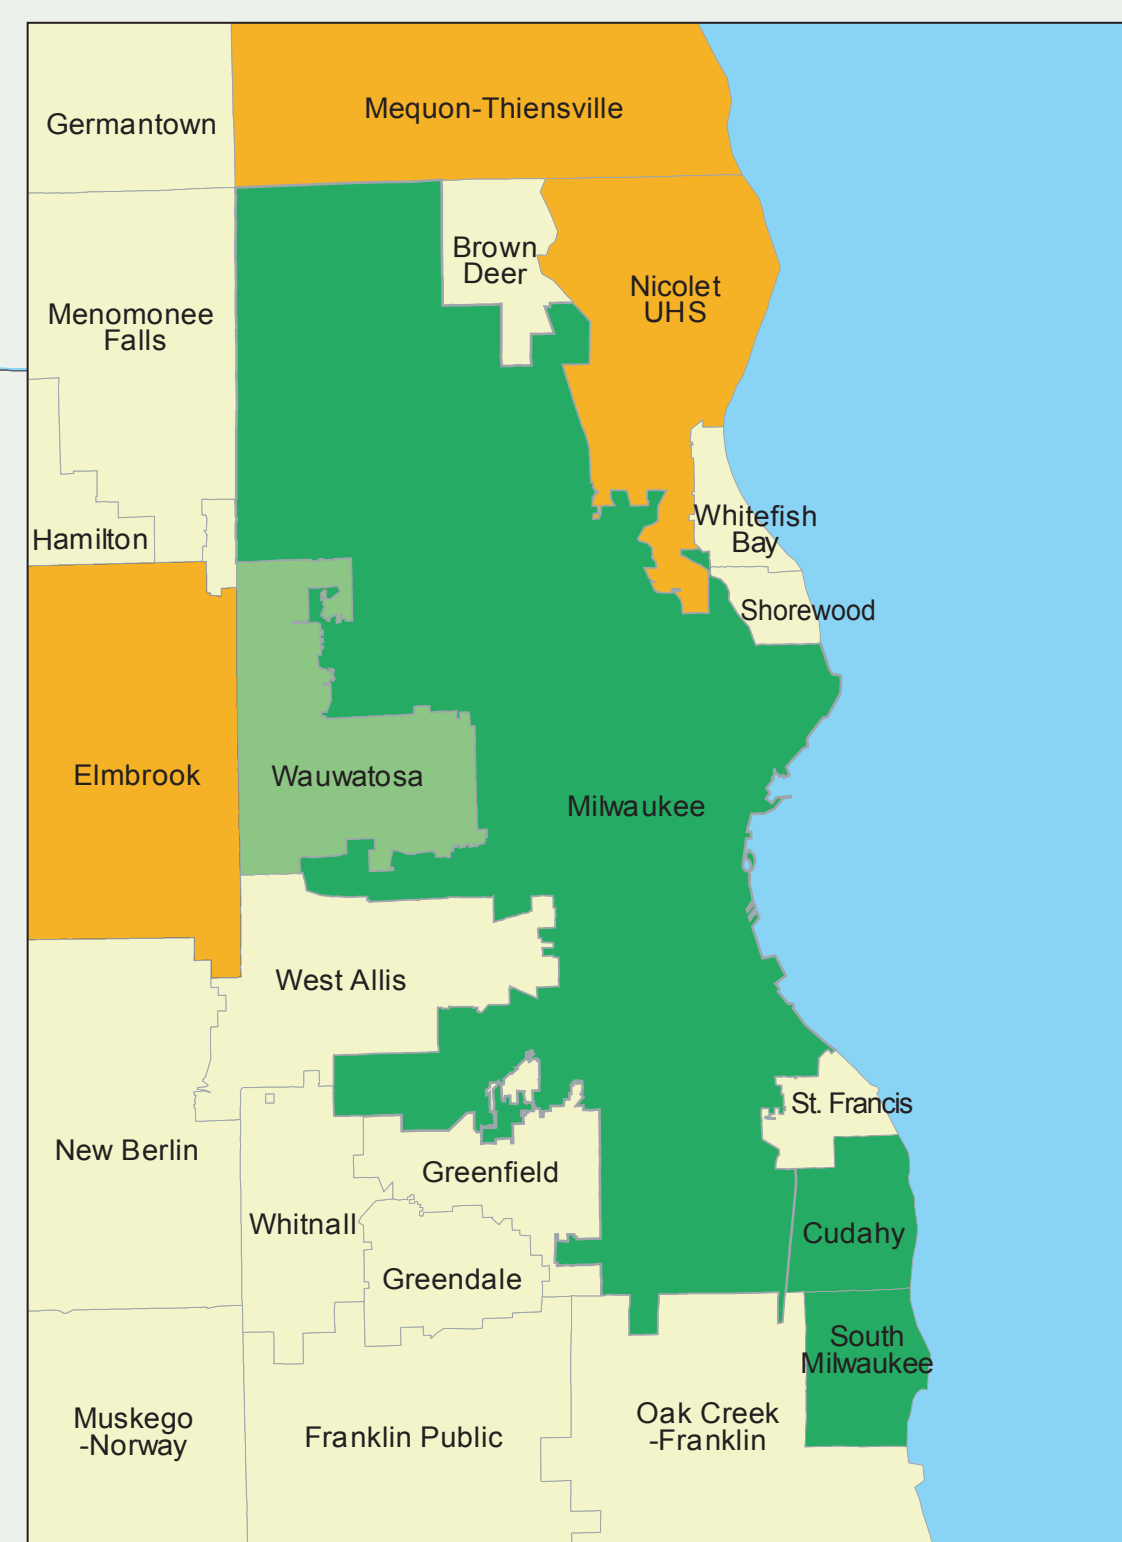 Mequon-Thiensville
Germantown
Brown
Deer
Nicolet
UHS
Menomonee
Falls
Whitefish
Bay
Hamilton
Shorewood
Elmbrook
Wauwatosa
Milwaukee
West Allis
St. Francis
New Berlin
Greenfield
Whitnall
Cudahy
Greendale
South
Milwaukee
Muskego
-Norway
Franklin Public
Oak Creek
-Franklin